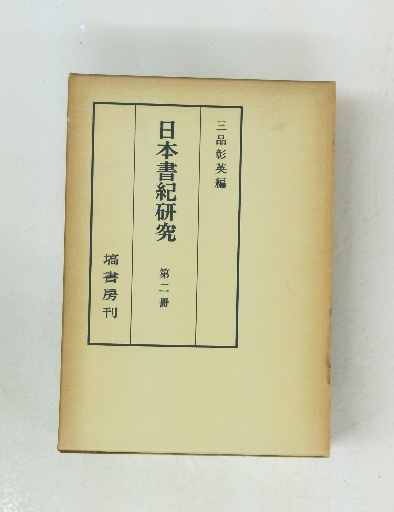 三品彰英編
日本書紀研究 第二冊
塙書房刊